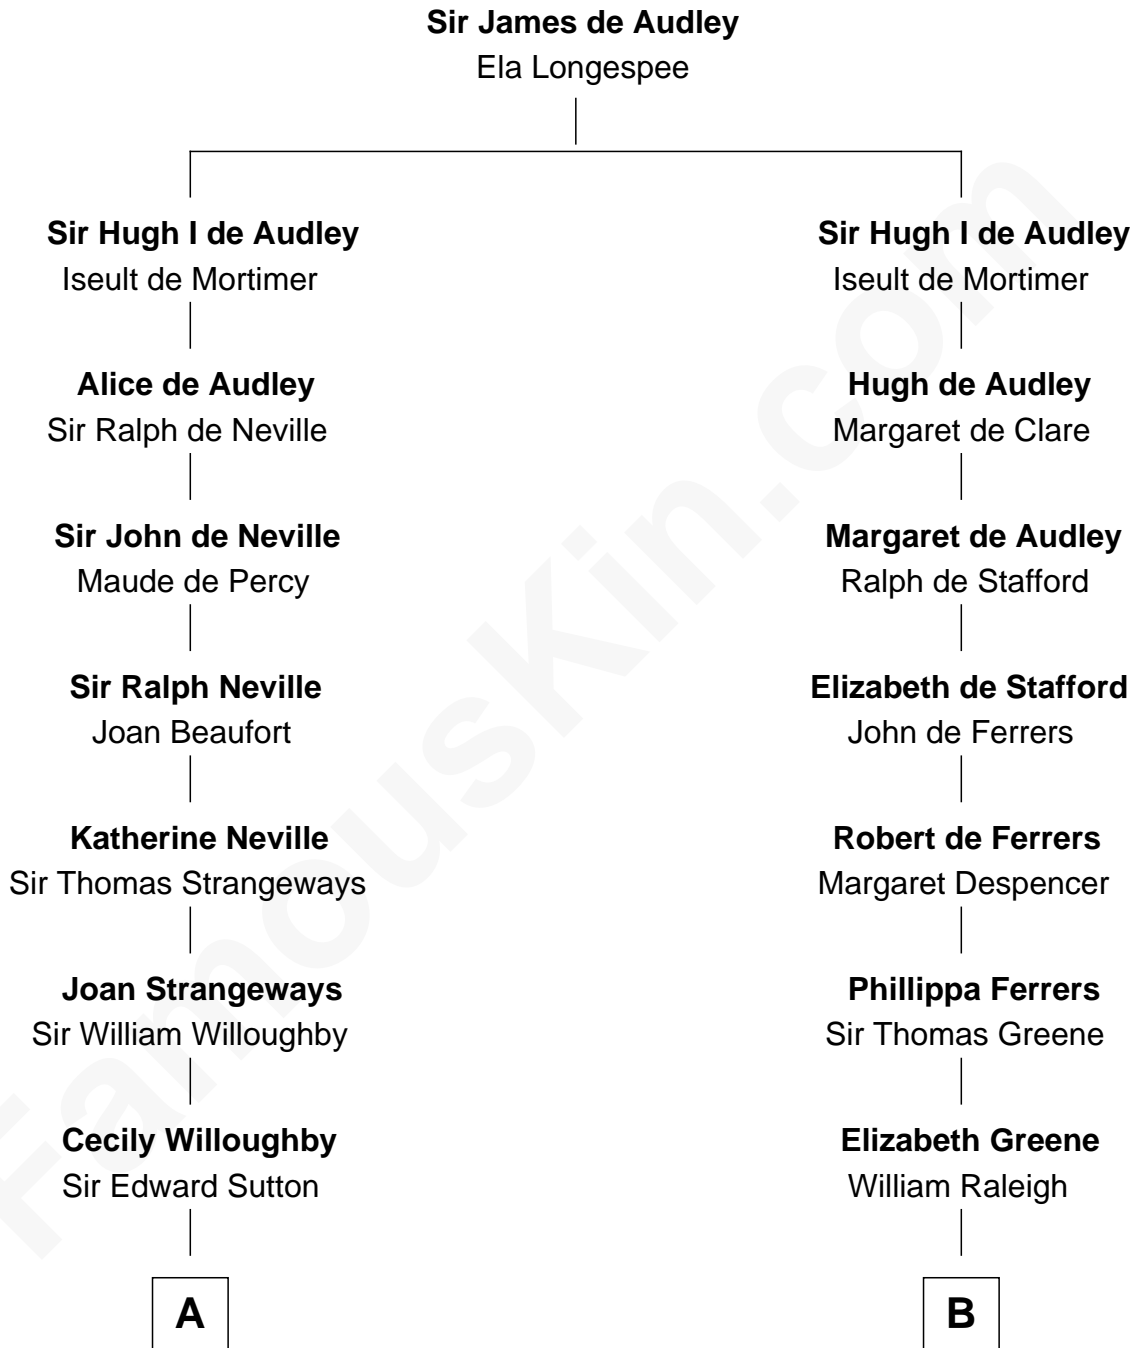 Sir James de Audley
Ela Longespee
Sir Hugh I de Audley
Iseult de Mortimer
Sir Hugh I de Audley
Iseult de Mortimer
Alice de Audley
Sir Ralph de Neville
Hugh de Audley
Margaret de Clare
Sir John de Neville
Maude de Percy
Margaret de Audley
Ralph de Stafford
Sir Ralph Neville
Joan Beaufort
Elizabeth de Stafford
John de Ferrers
Katherine Neville
Sir Thomas Strangeways
Robert de Ferrers
Margaret Despencer
Joan Strangeways
Sir William Willoughby
Phillippa Ferrers
Sir Thomas Greene
Cecily Willoughby
Sir Edward Sutton
Elizabeth Greene
William Raleigh
A
B
FamousKin.com